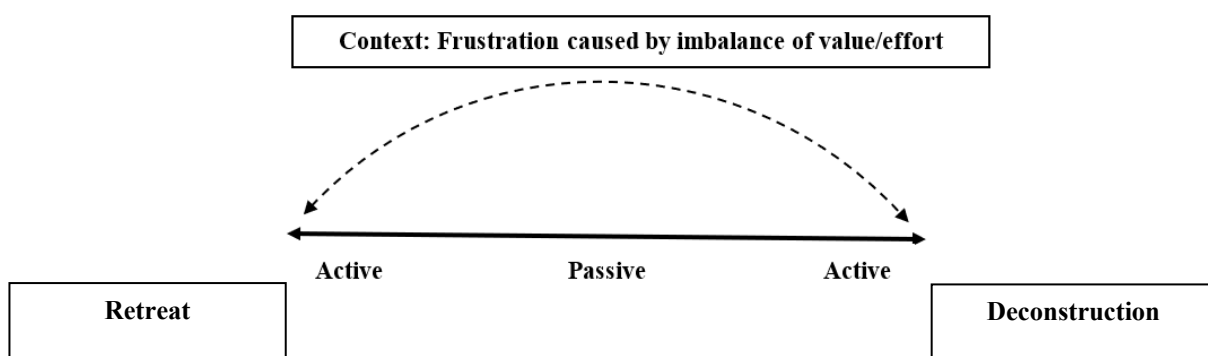 Context: Frustration caused by imbalance of value/effort
Active Passive Active
Retreat
Deconstruction